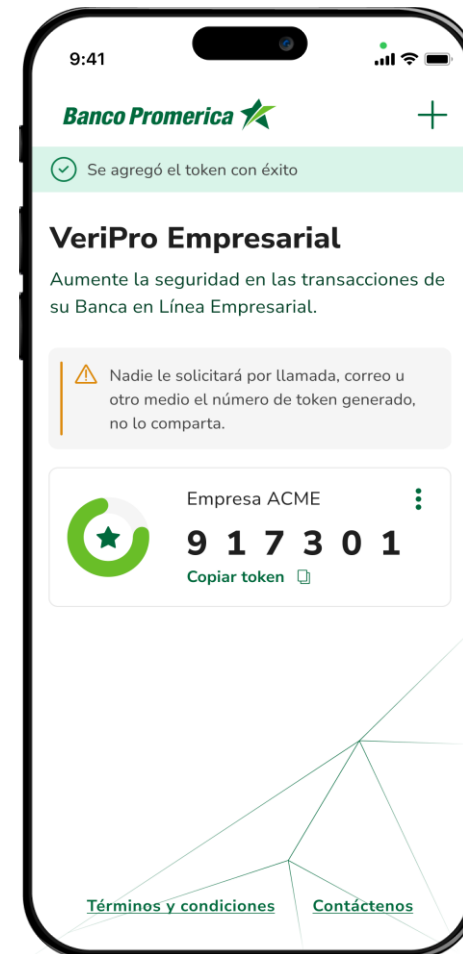 9:41
Banco Promerica
Se agregó el token con éxito
VeriPro Empresarial
Aumente la seguridad en las transacciones de
su Banca en Línea Empresarial.
Nadie le solicitará por llamada, correo u
otro medio el número de token generado,
no lo comparta.
Empresa ACME
9 1 7 3 0 1
Copiar token
Términos y condiciones Contáctenos